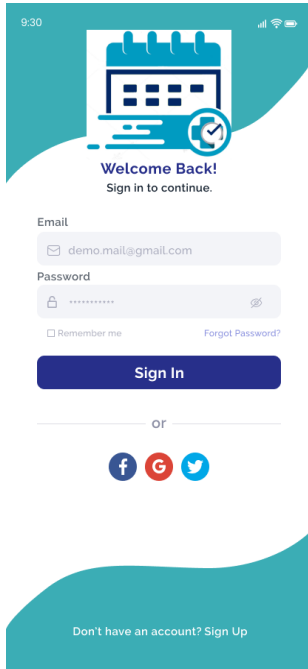 9:30
Welcome Back!
Sign in to continue.
Email
demo.mail@gmail.com
Password
***********
Remember me Forgot Password?
Sign In
or
f G
Don't have an account? Sign Up